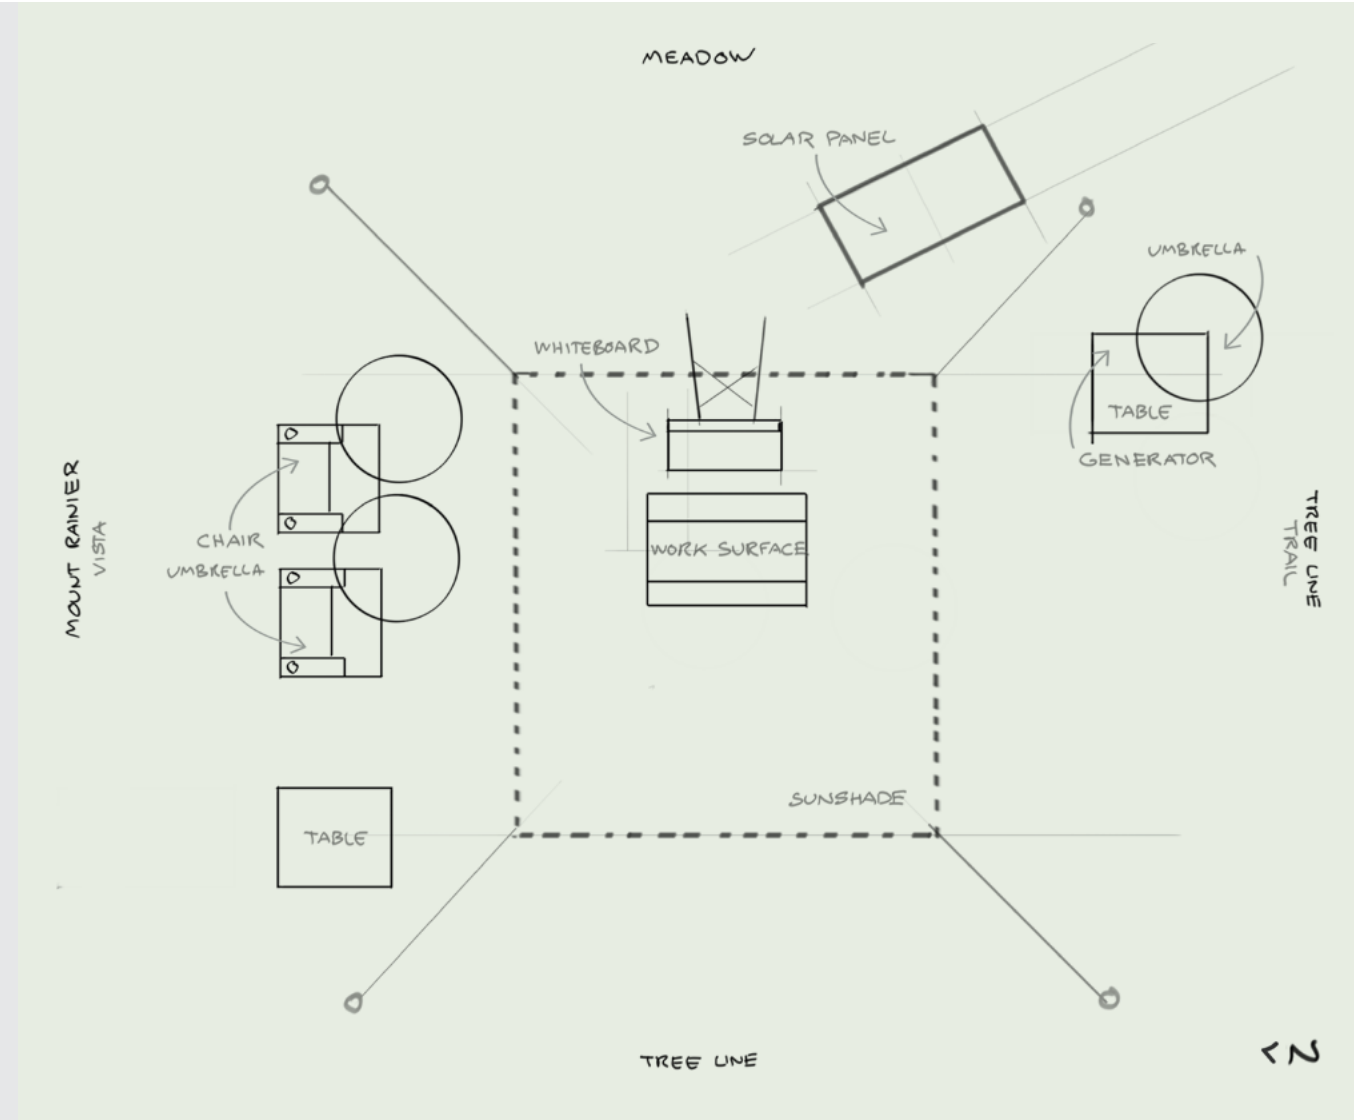 MEADOW
SOLAR PANEL
UMBRELLA
WHITEBOARD
TABLE
GENERATOR
MOUNT RAINIER
VISTA
CHAIR
UMBRELLA
WORK SURFACE
TREE LINE
TRAIL
SUNSHADE
TABLE
TREE LINE
N